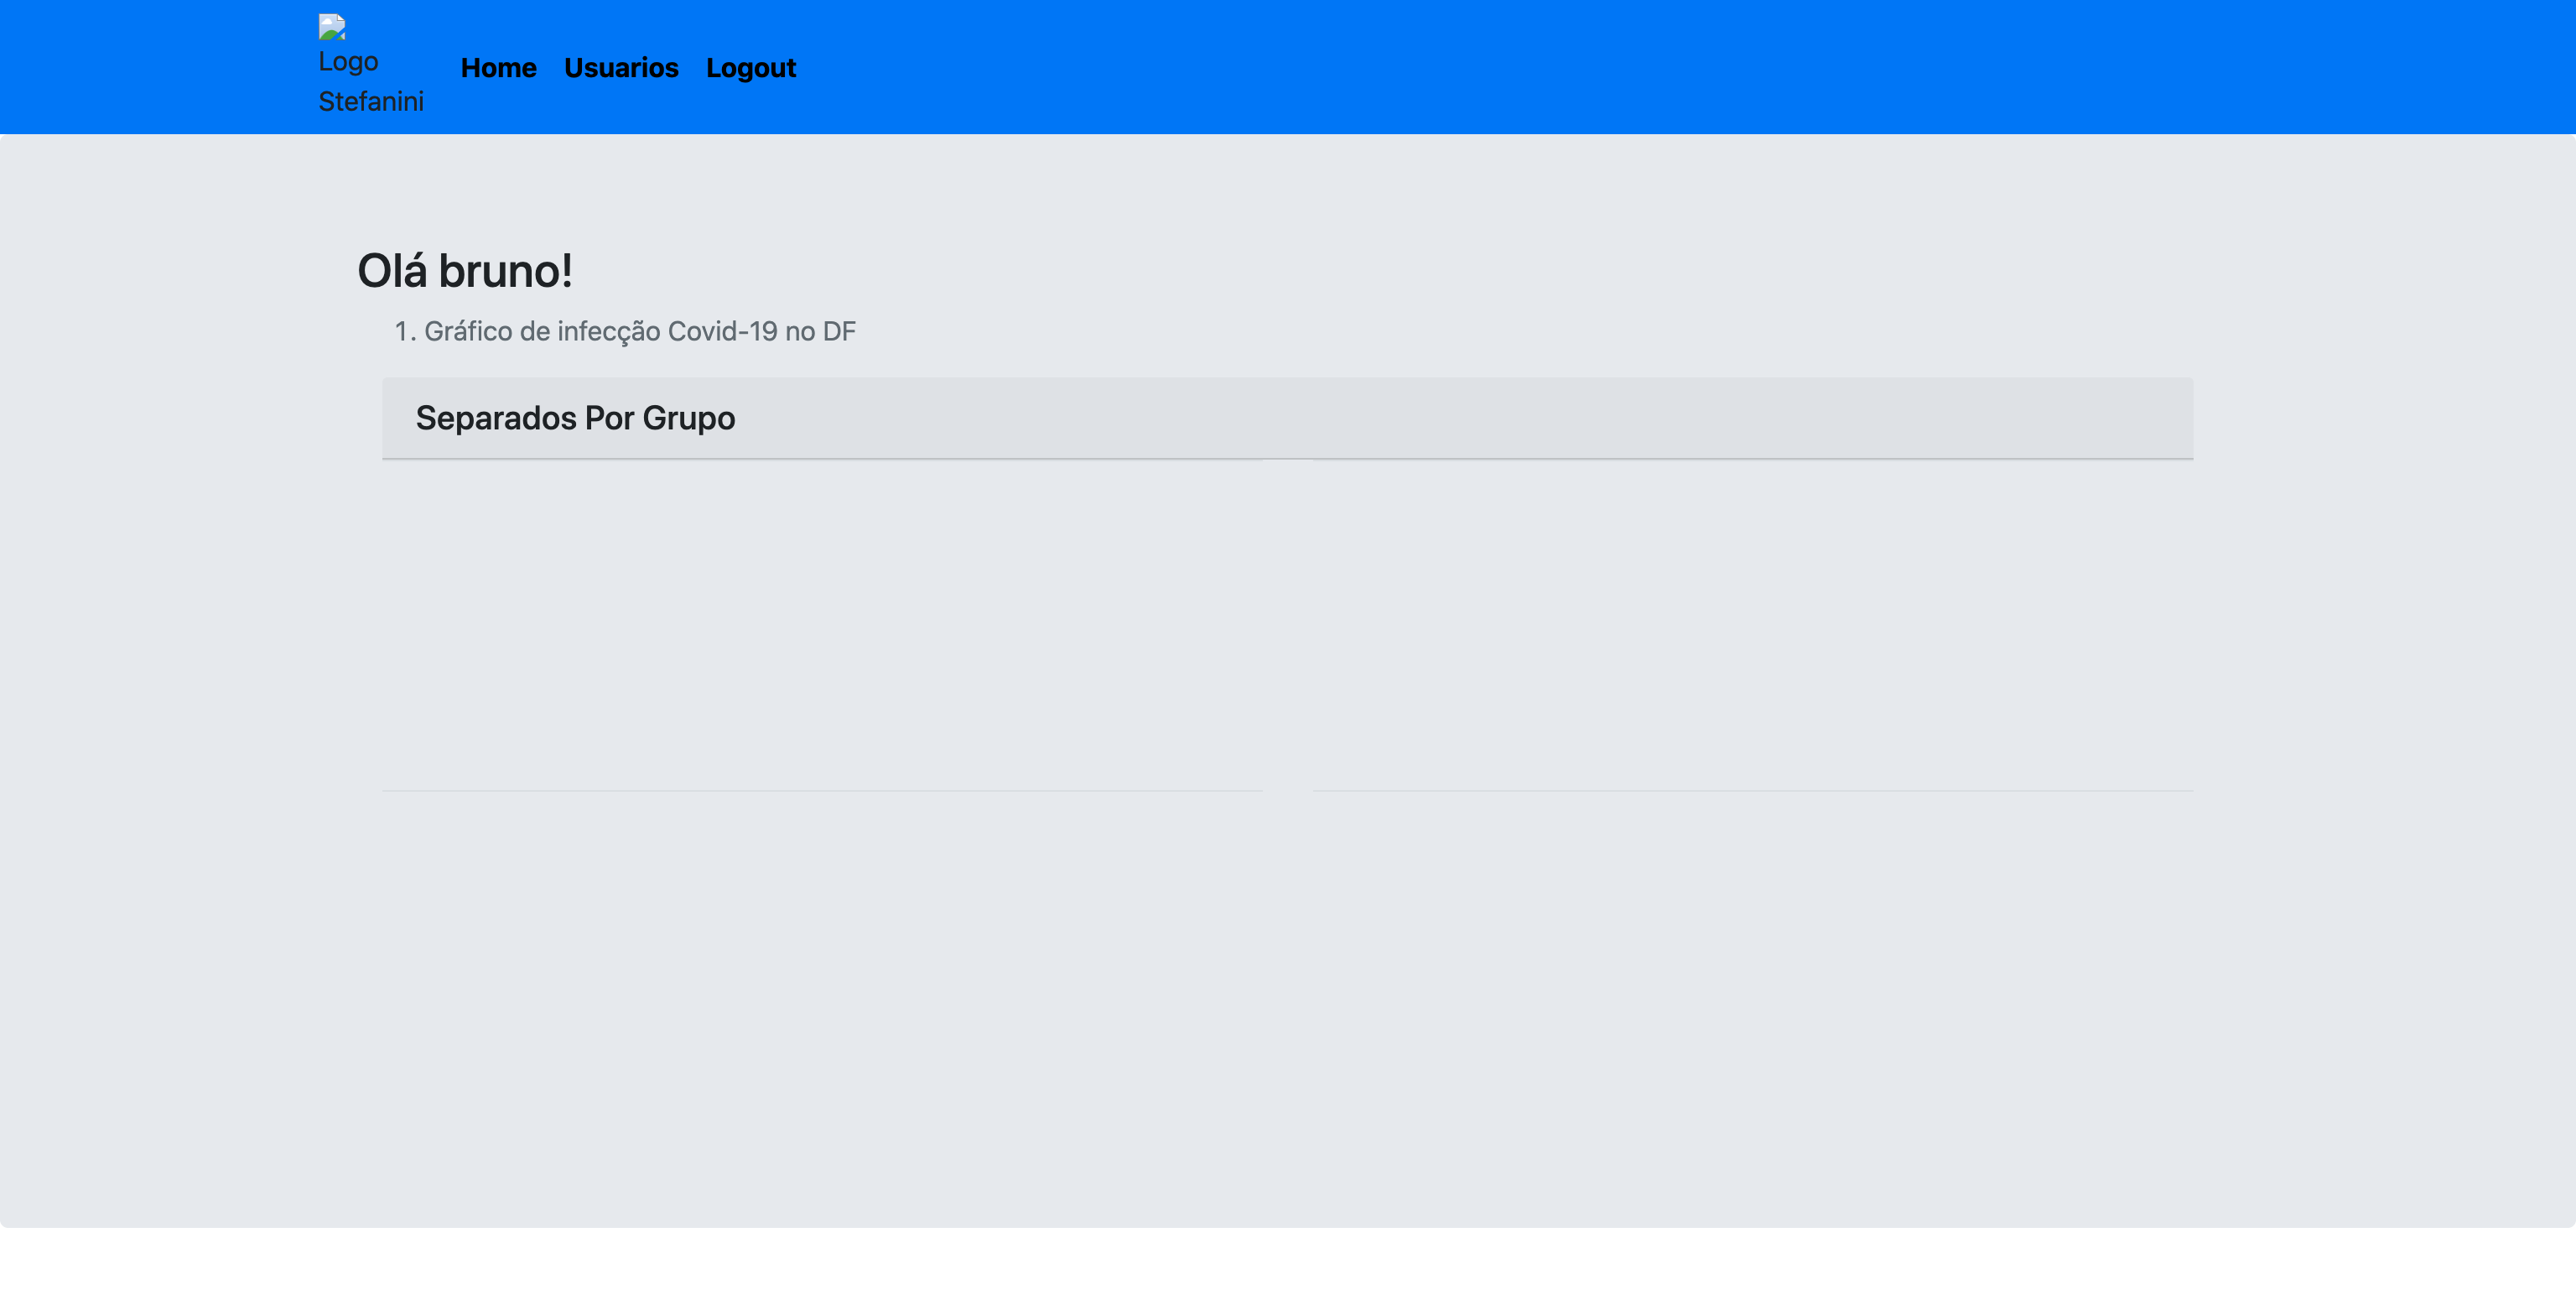 Logo
Stefanini
Home Usuarios Logout
Olá bruno!
1. Gráfico de infecção Covid-19 no DF
Separados Por Grupo